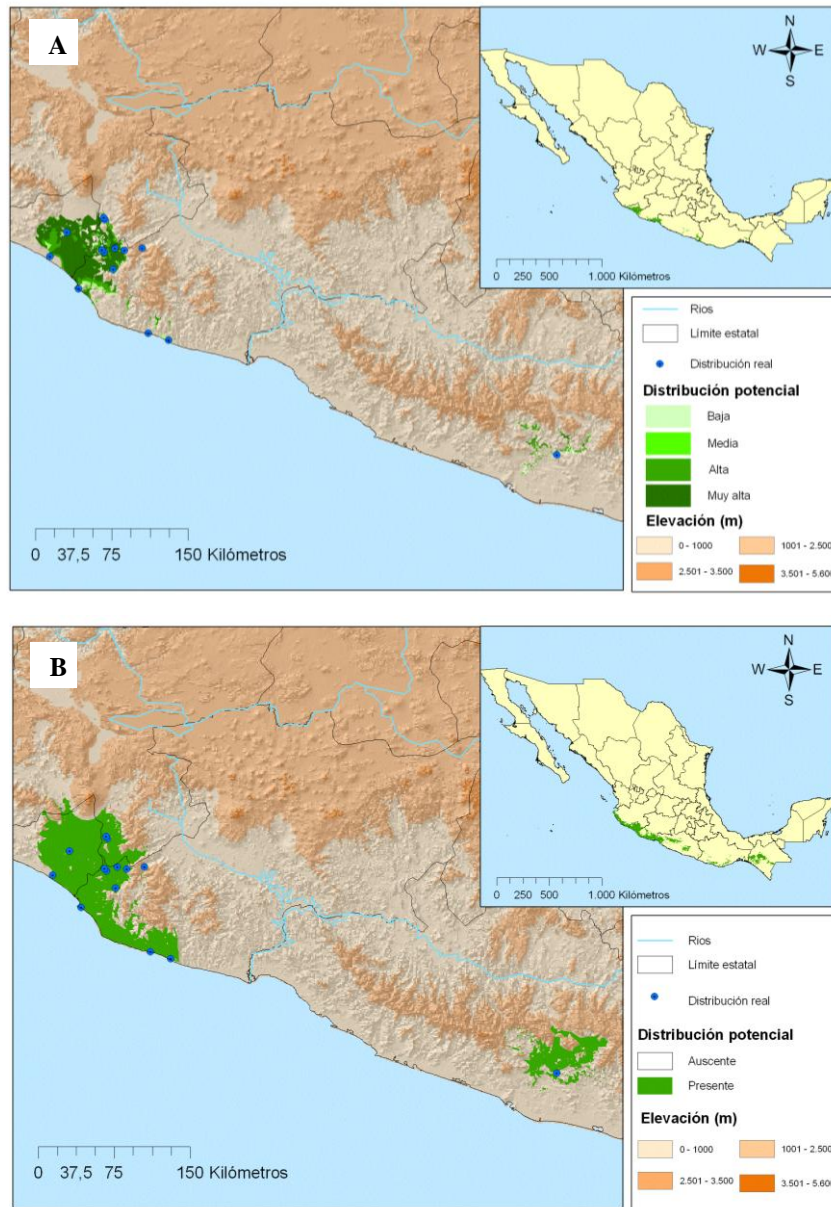 A
N
W E
S
0 250 500 1.000 Kilómetros
Rios
Límite estatal
Distribución real
Distribución potencial
Baja
Media
Alta
Muy alta
Elevación (m)
0 - 1000 1001 - 2.500
2.501 - 3.500 3.501 - 5.600
0 37,5 75 150 Kilómetros
B
N
W E
S
0 250 500 1.000 Kilómetros
Rios
Límite estatal
Distribución real
Distribución potencial
Auscente
Presente
Elevación (m)
0 - 1000 1001 - 2.500
2.501 - 3.500 3.501 - 5.600
0 37,5 75 150 Kilómetros